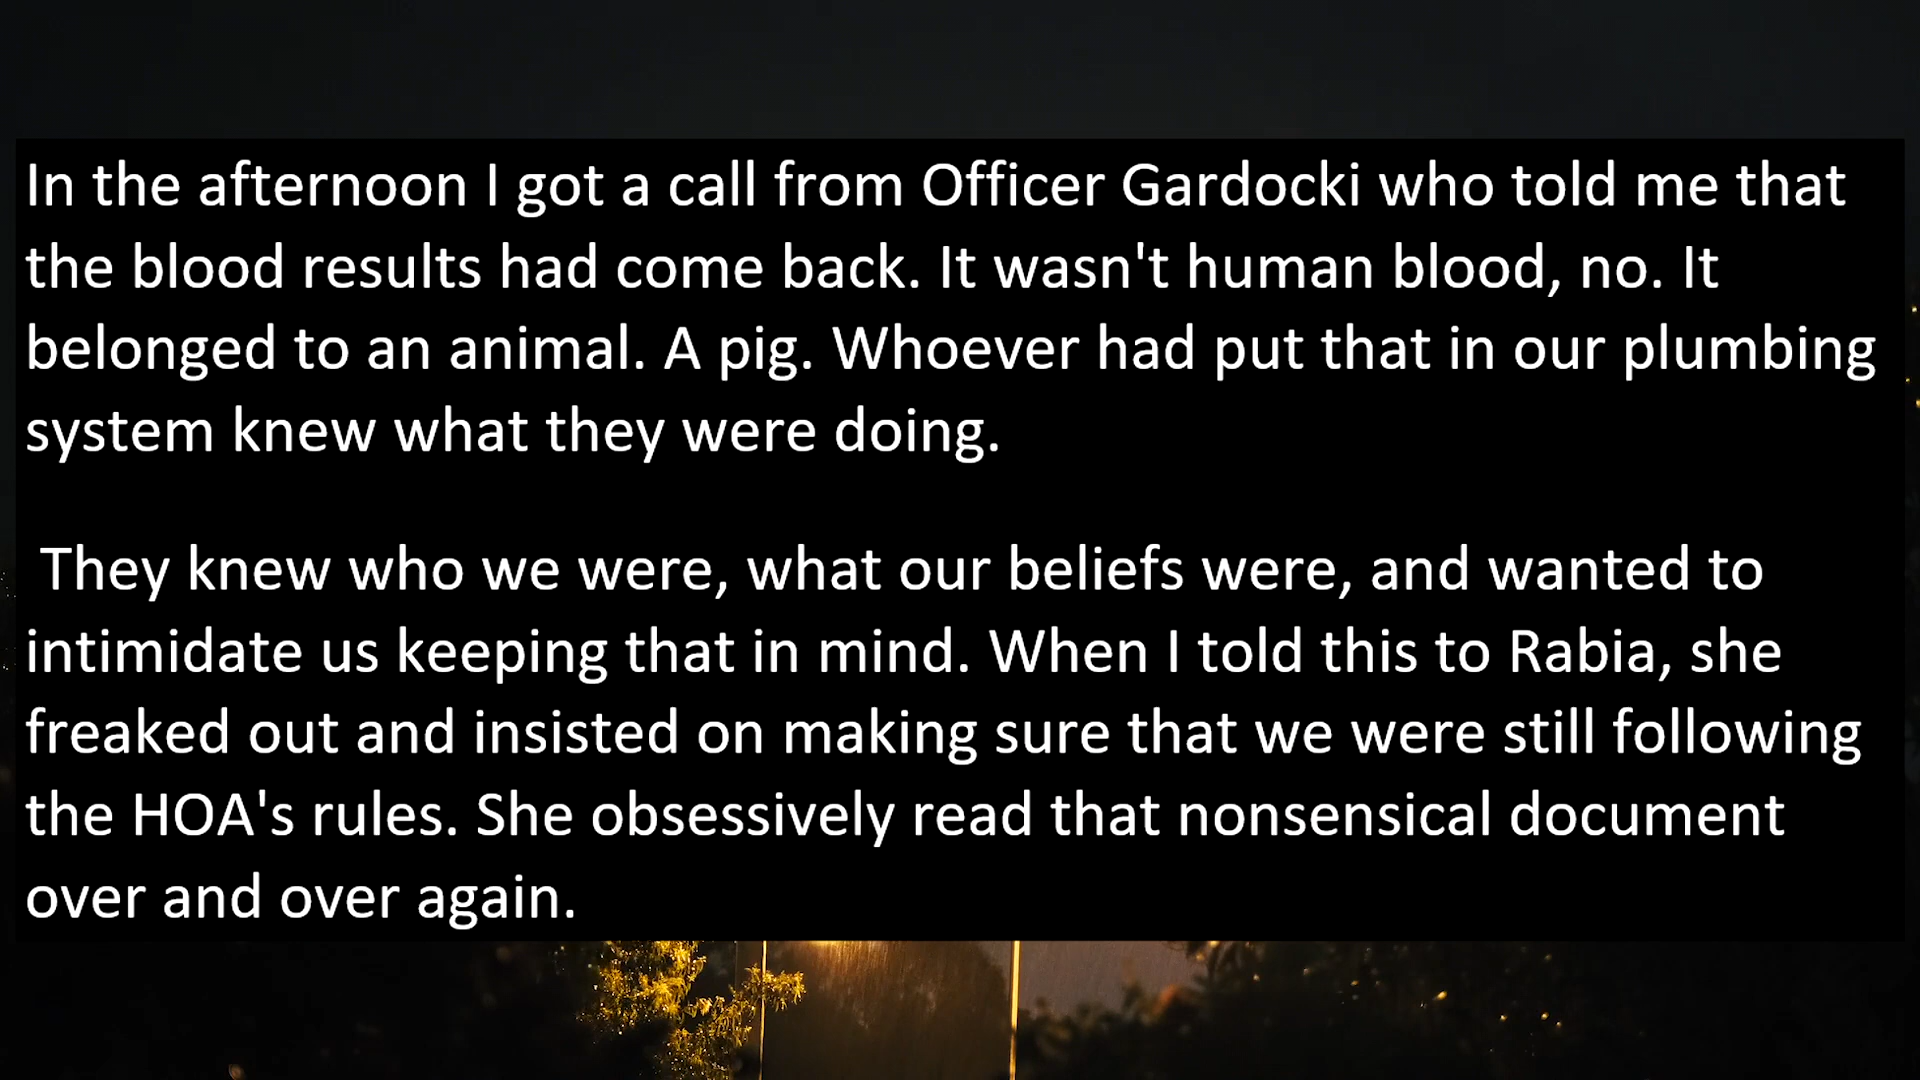 In the afternoon I got a call from Officer Gardocki who told me that
the blood results had come back. It wasn't human blood, no. It
belonged to an animal. A pig. Whoever had put that in our plumbing
system knew what they were doing.
They knew who we were, what our beliefs were, and wanted to
intimidate us keeping that in mind. When I told this to Rabia, she
freaked out and insisted on making sure that we were still following
the HOA's rules. She obsessively read that nonsensical document
over and over again.